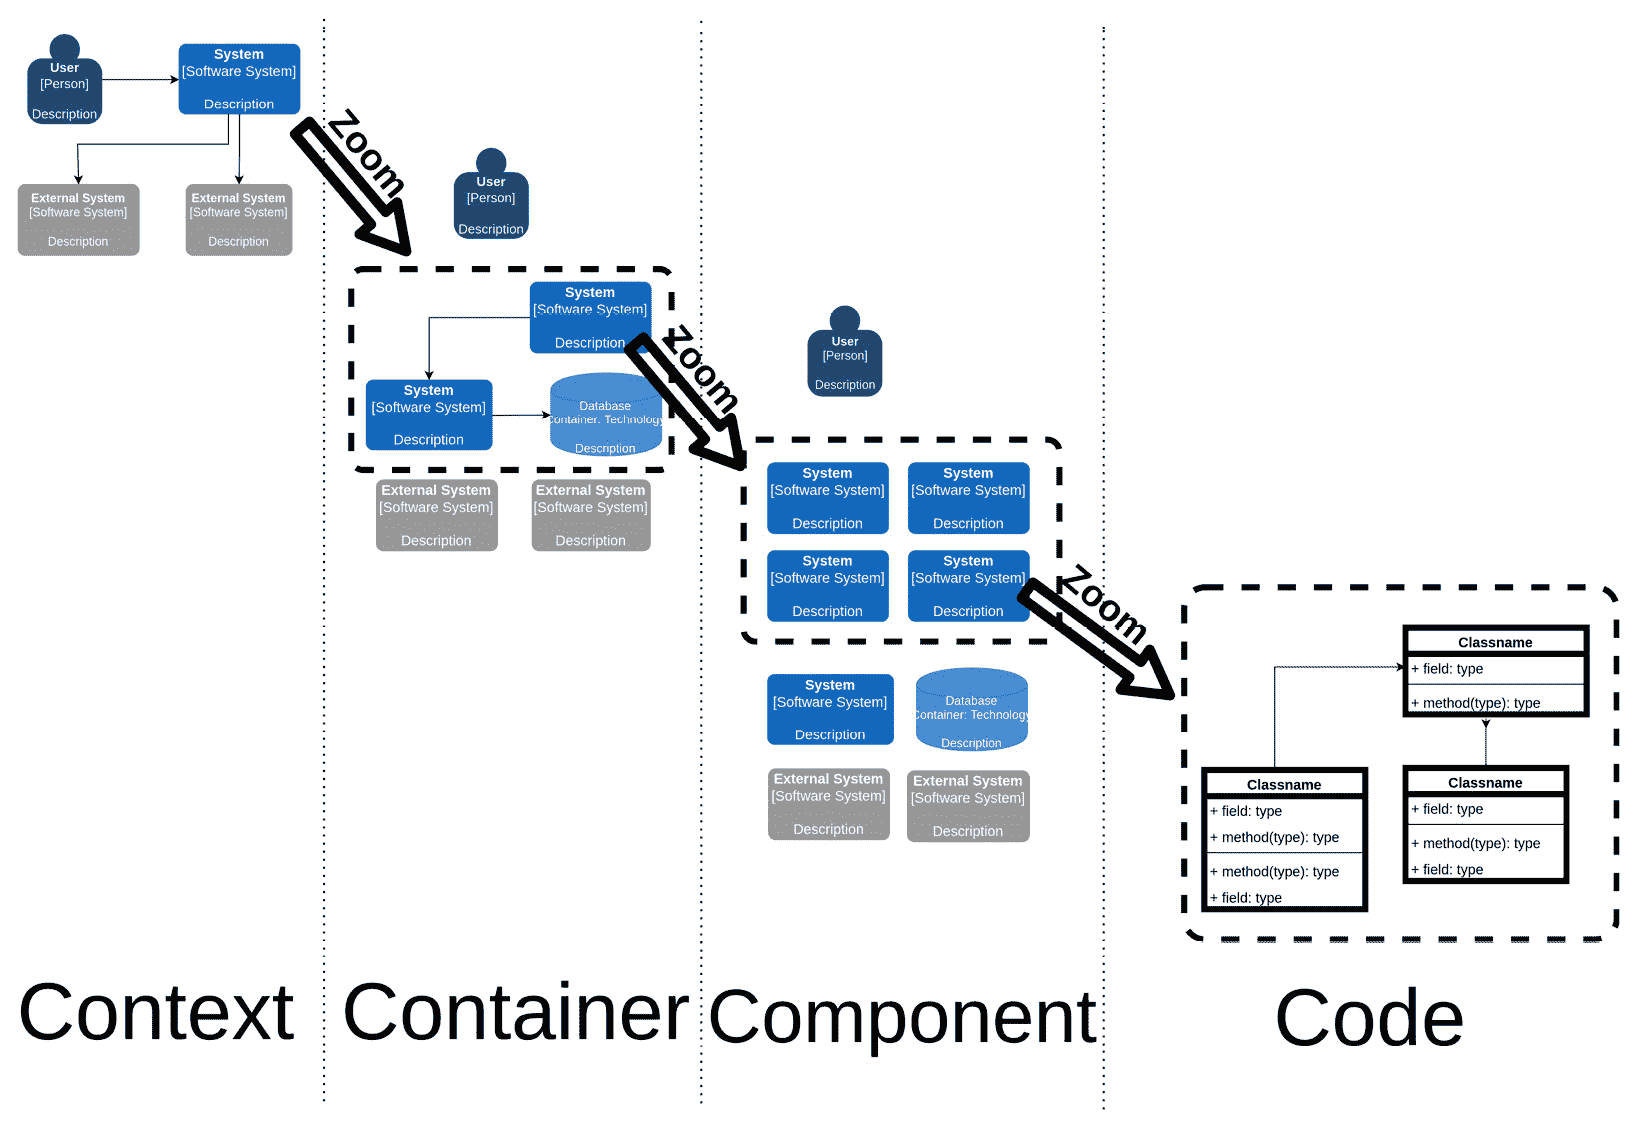 User
[Person]
Description
System
[Software System]
Description
External System
[Software System]
Description
External System
[Software System]
Description
zoom
User
[Person]
Description
System
[Software System]
Description
System
[Software System]
Description
Database
Container: Technology
Description
External System
[Software System]
Description
External System
[Software System]
Description
zoom
User
[Person]
Description
System
[Software System]
Description
System
[Software System]
Description
System
[Software System]
Description
System
[Software System]
Description
System
[Software System]
Description
Database
Container: Technology
Description
External System
[Software System]
Description
External System
[Software System]
Description
zoom
Classname
+ field: type
+ method(type): type
Classname
+ field: type
+ method(type): type
+ method(type): type
+ field: type
Classname
+ field: type
+ method(type): type
+ field: type
Context
Container
Component
Code